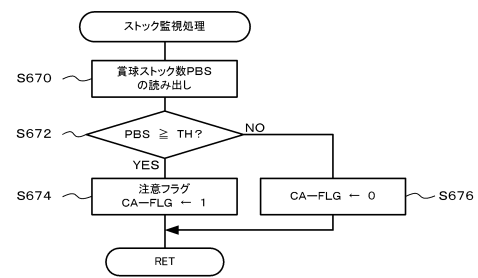 ストック監視処理
S670
賞球ストック数PBS
の読み出し
S672
PBS ≧ TH?
NO
YES
S674
注意フラグ
CA－FLG ← 1
CA－FLG ← 0
S676
RET